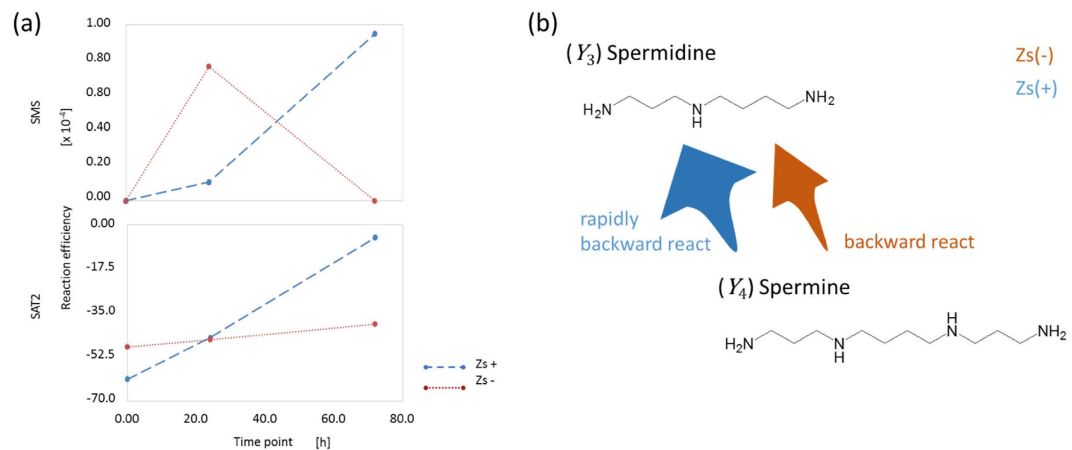 (a)
1.00
0.80
0.40
0.20
0.00
SMS
[x 10⁻⁴]
Reaction efficiency
0.00
-17.5
-35.0
-52.5
-70.0
SAT2
0.00 20.0 40.0 60.0 80.0
Time point [h]
Zs +
Zs -
(b)
(Y₃) Spermidine
Zs(-)
Zs(+)
H₂N N H NH₂
rapidly
backward react
backward react
(Y₄) Spermine
H₂N N H H N NH₂